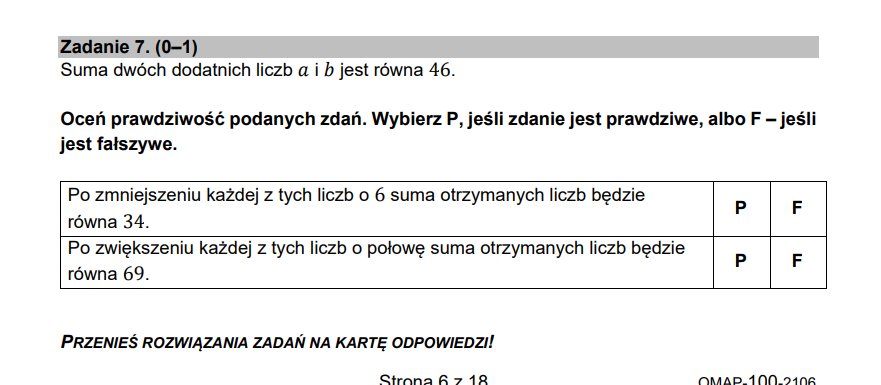 Zadanie 7. (0–1)
Suma dwóch dodatnich liczb a i b jest równa 46.
Oceń prawdziwość podanych zdań. Wybierz P, jeśli zdanie jest prawdziwe, albo F – jeśli
jest fałszywe.
Po zmniejszeniu każdej z tych liczb o 6 suma otrzymanych liczb będzie
równa 34.
P F
Po zwiększeniu każdej z tych liczb o połowę suma otrzymanych liczb będzie
równa 69.
P F
PRZENIEŚ ROZWIĄZANIA ZADAŃ NA KARTĘ ODPOWIEDZI!
Strona 6 z 18
OMAP-100-2106